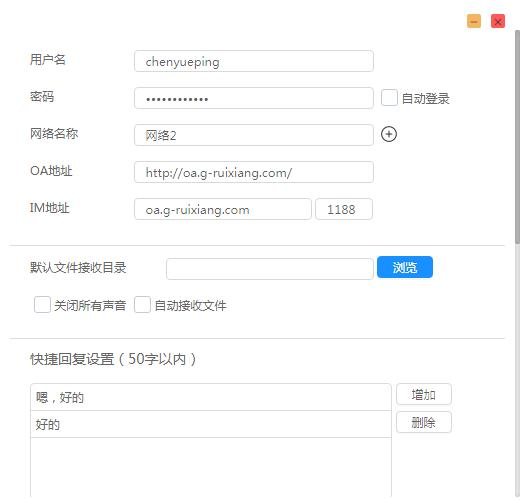 用户名 chenyueping
密码 •••••••••••• 自动登录
网络名称 网络2
OA地址 http://oa.g-ruixiang.com/
IM地址 oa.g-ruixiang.com 1188
默认文件接收目录 浏览
关闭所有声音 自动接收文件
快捷回复设置（50字以内）
嗯，好的 增加
好的 删除